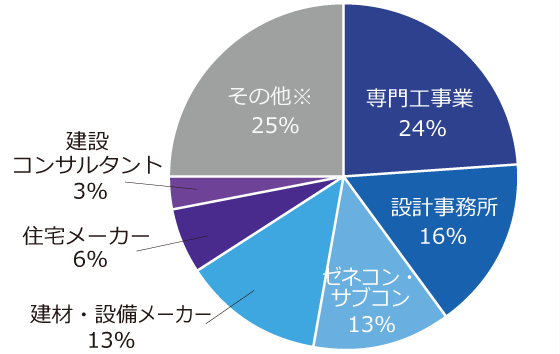 専門工事業
24%
設計事務所
16%
ゼネコン・
サブコン
13%
建材・設備メーカー
13%
住宅メーカー
6%
建設
コンサルタント
3%
その他※
25%